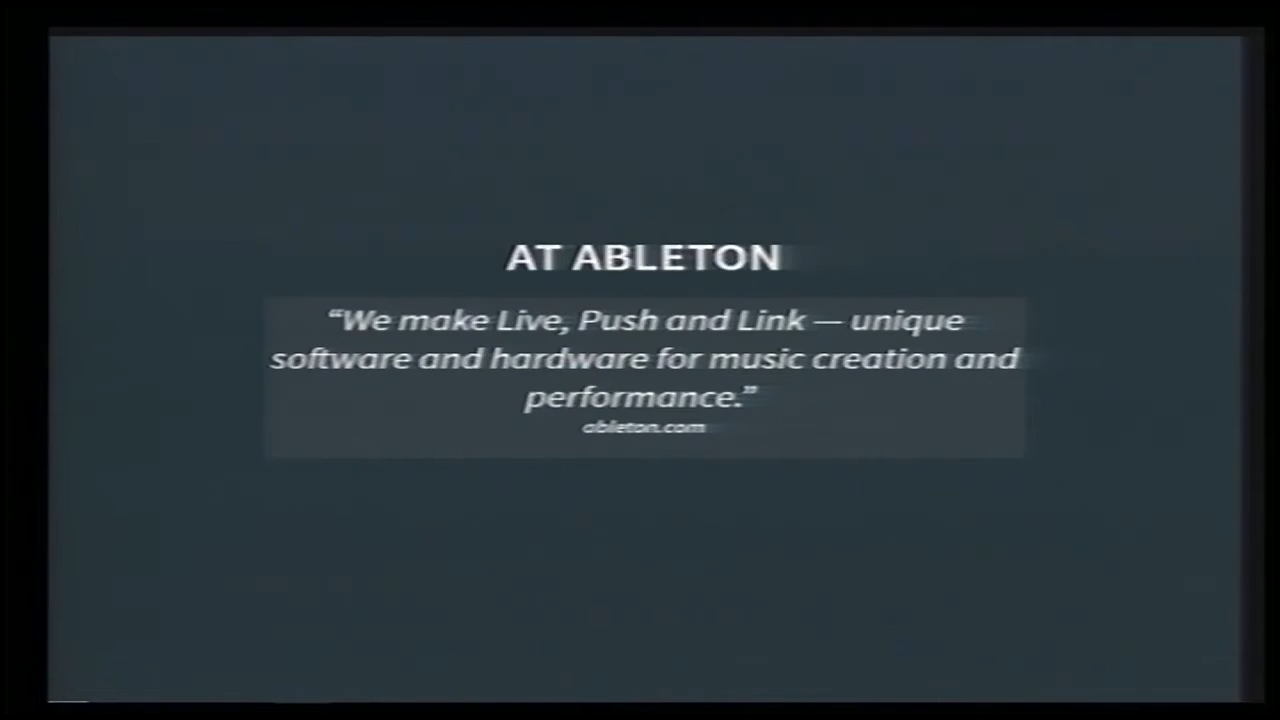 AT ABLETON
“We make Live, Push and Link — unique
software and hardware for music creation and
performance.”
ableton.com